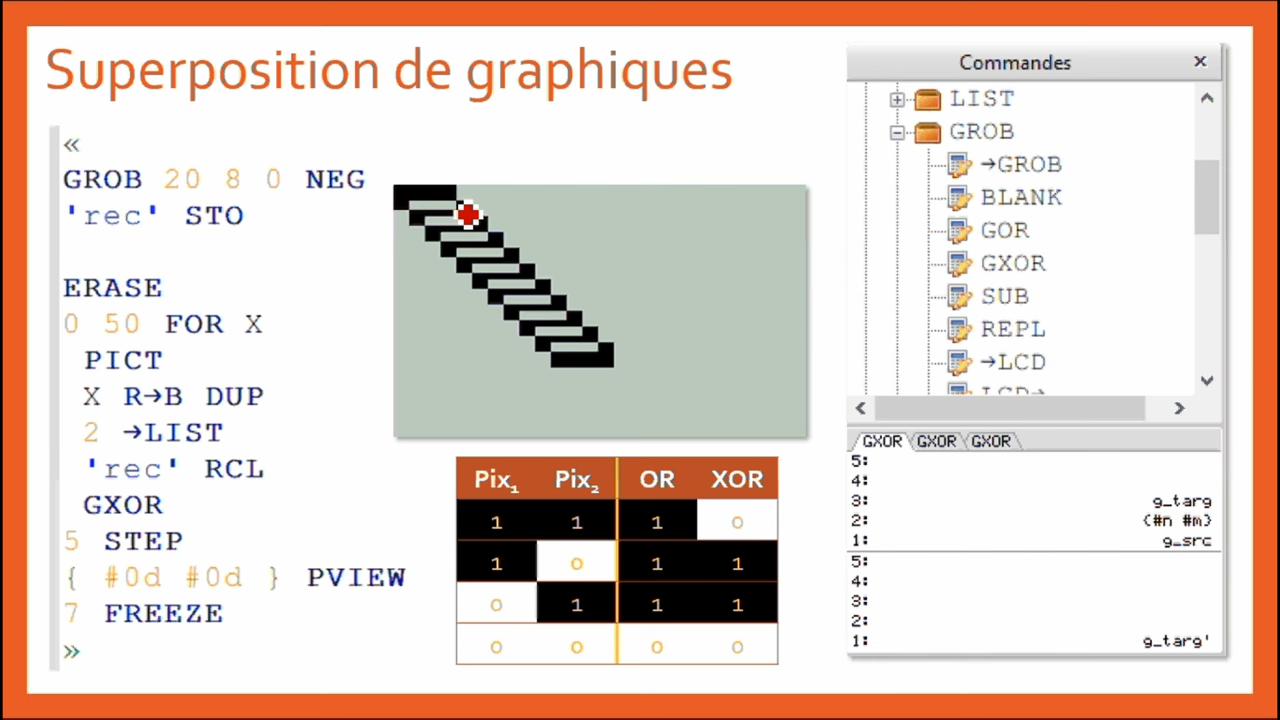 Superposition de graphiques
«
GROB 20 8 0 NEG
'rec' STO
ERASE
0 50 FOR X
PICT
X R→B DUP
2 →LIST
'rec' RCL
GXOR
5 STEP
{ #0d #0d } PVIEW
7 FREEZE
»
Pix₁ Pix₂ OR XOR
1 1 1 0
1 0 1 1
0 1 1 1
0 0 0 0
Commandes
LIST
GROB
→GROB
BLANK
GOR
GXOR
SUB
REPL
→LCD
LCD→
GXOR GXOR GXOR
5:
4:
3: g_targ
2: {#n #m}
1: g_src
5:
4:
3:
2:
1: g_targ'